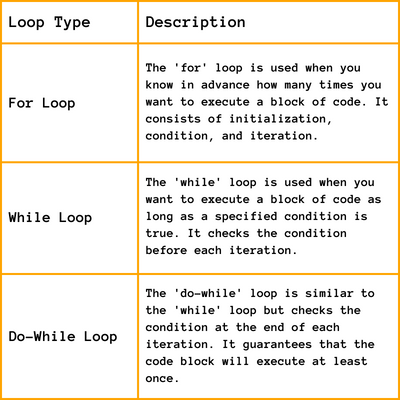 Loop Type
Description
For Loop
The 'for' loop is used when you
know in advance how many times you
want to execute a block of code. It
consists of initialization,
condition, and iteration.
While Loop
The 'while' loop is used when you
want to execute a block of code as
long as a specified condition is
true. It checks the condition
before each iteration.
Do-While Loop
The 'do-while' loop is similar to
the 'while' loop but checks the
condition at the end of each
iteration. It guarantees that the
code block will execute at least
once.